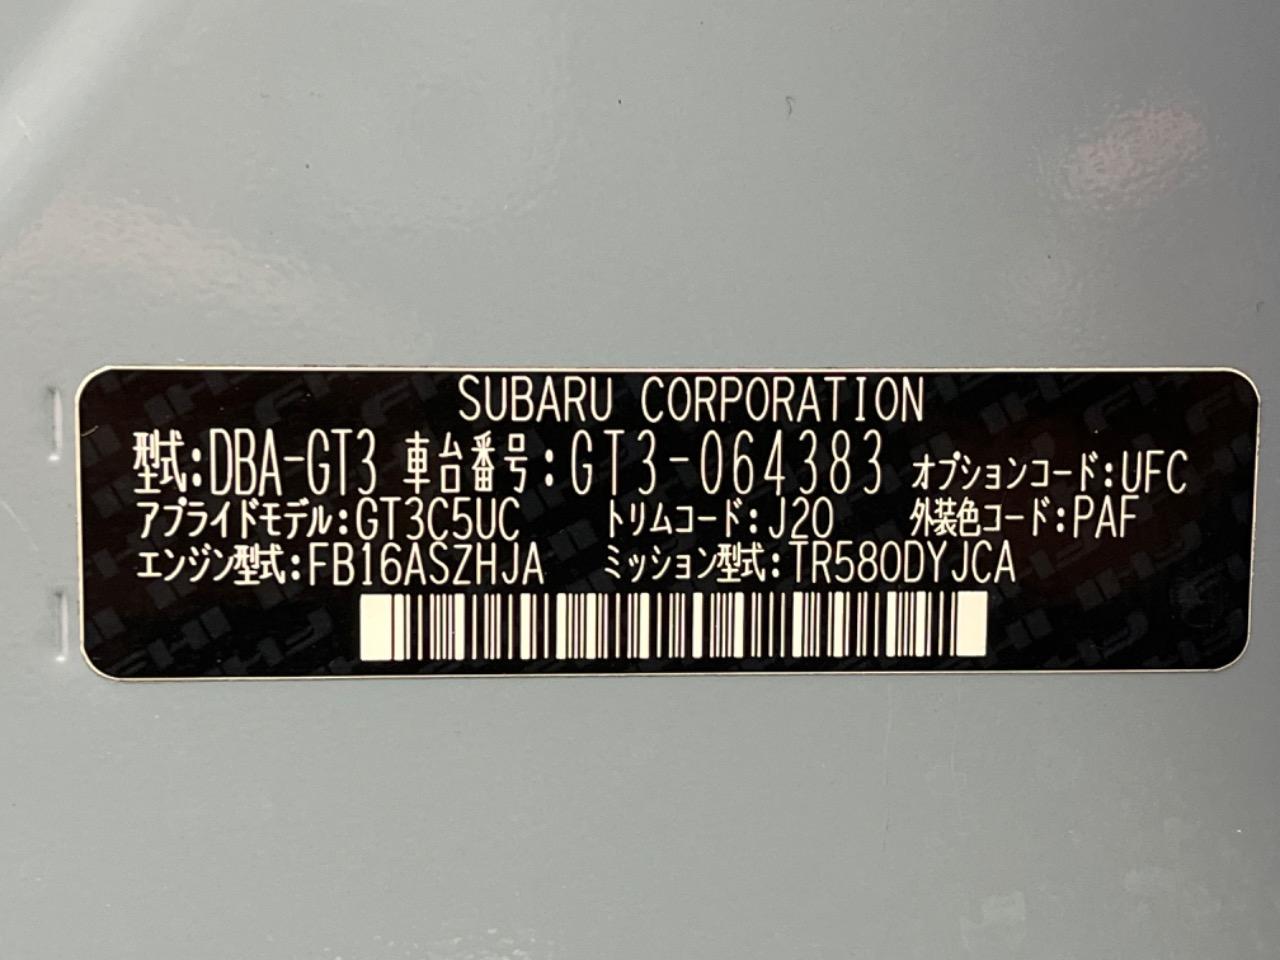 SUBARU CORPORATION
型式:DBA-GT3 車台番号:GT3-064383 オプションコード:UFC
アプライドモデル:GT3C5UC トリムコード:J20 外装色コード:PAF
エンジン型式:FB16ASZHJA ミッション型式:TR580DYJCA